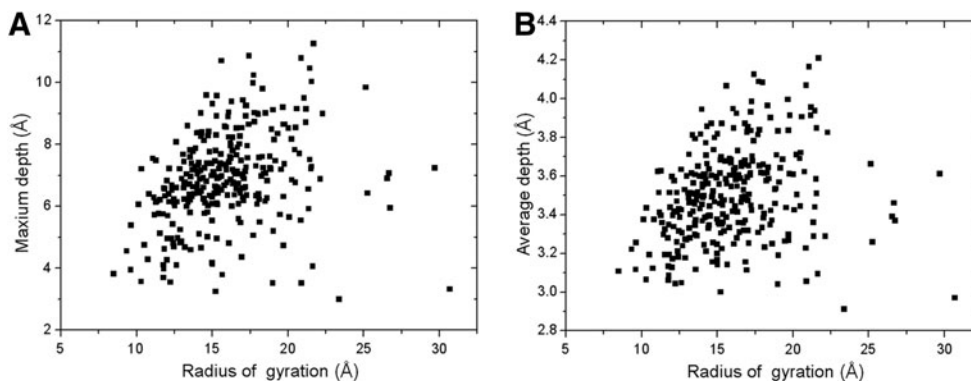 A
Maxium depth (Å)
12
10
8
6
4
2
5 10 15 20 25 30
Radius of gyration (Å)
B
Average depth (Å)
4.4
4.2
4.0
3.8
3.6
3.4
3.2
3.0
2.8
5 10 15 20 25 30
Radius of gyration (Å)